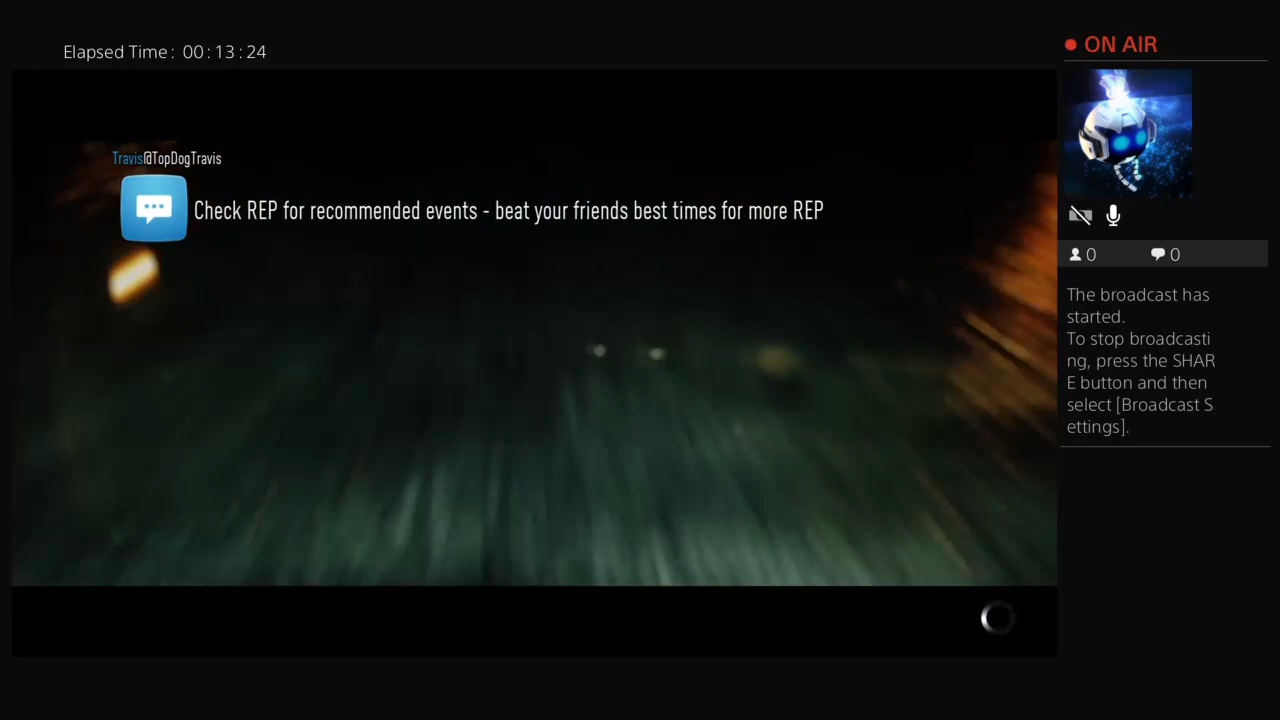 Elapsed Time: 00:13:24
ON AIR
Travis@TopDogTravis
Check REP for recommended events - beat your friends best times for more REP
0 0
The broadcast has
started.
To stop broadcasti
ng, press the SHAR
E button and then
select [Broadcast S
ettings].